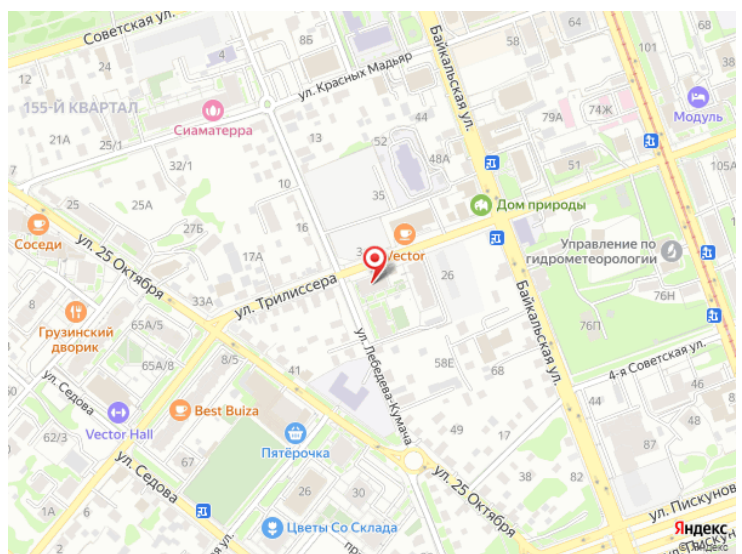 Советская ул.
8Б
58
64
101
12
ул. Красных Мадьяр
24
4
155-Й КВАРТАЛ
Байкальская ул.
74Ж
Модуль
Сиаматерра
79А
21А
13
52
44
48А
25/1
32/1
51
105А
10
35
Дом природы
25
25А
27Б
Соседи
17А
Vector
Управление по
гидрометеорологии
ул. 25 Октября
26
33А
ул. Трилиссера
76Н
Грузинский
дворик
65А/5
76П
Байкальская ул.
8/5
41
ул. Лебедева-Кумача
58Е
68
4-я Советская ул.
65А/8
ул. Седова
Best Buiza
44
86
Vector Hall
49
62/3
67
Пятёрочка
38
82
87
47
ул. Седова
ул. 25 Октября
26
30
68
ул. Пискунова
24
Цветы Со Склада
Яндекс
© Яндекс